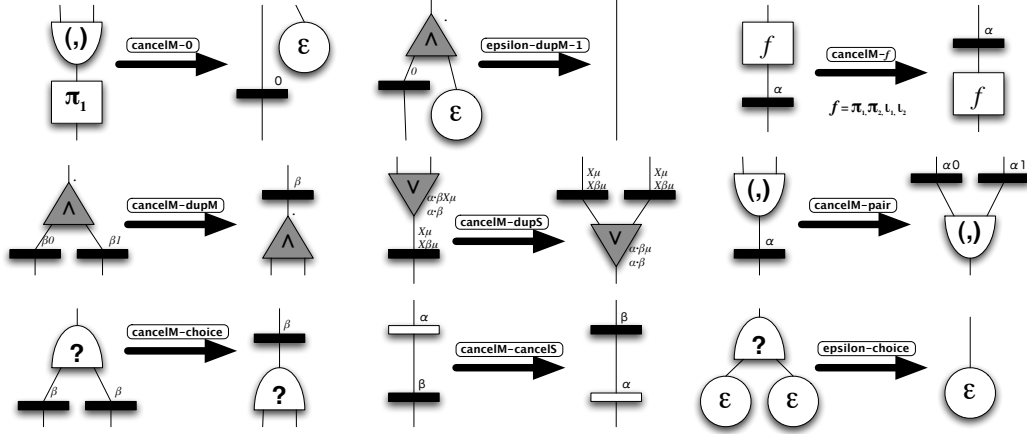 (,)
π₁
cancelM-0
0
ε
∧
0
ε
epsilon-dupM-1
f
α
cancelM-f
f = π₁, π₂, ι₁, ι₂
α
f
∧
β0
β1
cancelM-dupM
β
∧
∨
α·βXμ
α·β
Xμ
Xβμ
cancelM-dupS
Xμ
Xβμ
Xμ
Xβμ
∨
α·βμ
α·β
(,)
α
cancelM-pair
α0
α1
(,)
?
β
β
cancelM-choice
β
?
α
β
cancelM-cancelS
β
α
?
ε
ε
epsilon-choice
ε